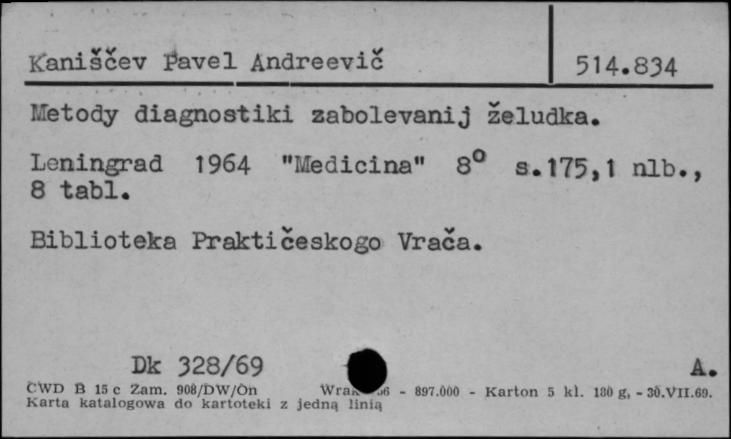 Kaniščev Pavel Andreevič 514.834
Metody diagnostiki zabolevanij želudka.
Leningrad 1964 "Medicina" 8° s.175,1 nlb.,
8 tabl.
Biblioteka Praktičeskogo Vrača.
Dk 328/69 A.
CWD B 15 c Zam. 908/DW/On - 897.000 - Karton 5 kl. 180 g, - 30.VII.69.
Karta katalogowa do kartoteki z jedną linią